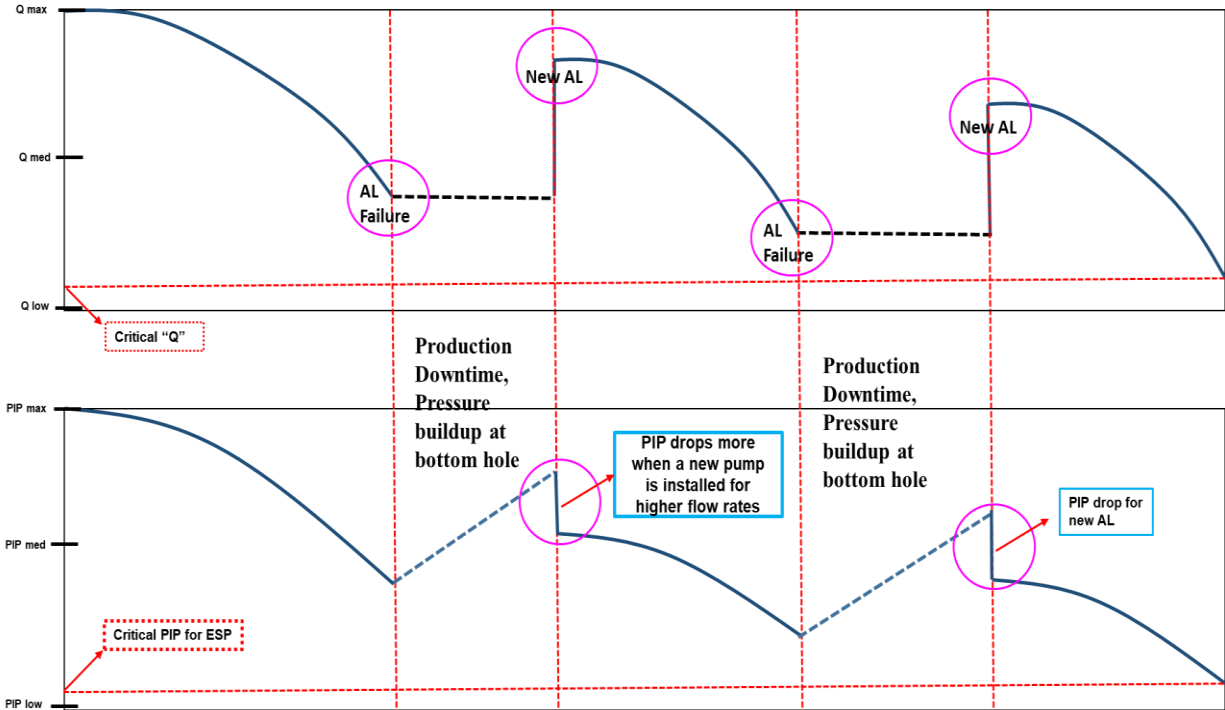 Q max
New AL
New AL
Q med
AL
Failure
AL
Failure
Q low
Critical “Q”
Production
Downtime,
Pressure
buildup at
bottom hole
Production
Downtime,
Pressure
buildup at
bottom hole
PIP max
PIP drops more
when a new pump
is installed for
higher flow rates
PIP drop for
new AL
PIP med
Critical PIP for ESP
PIP low